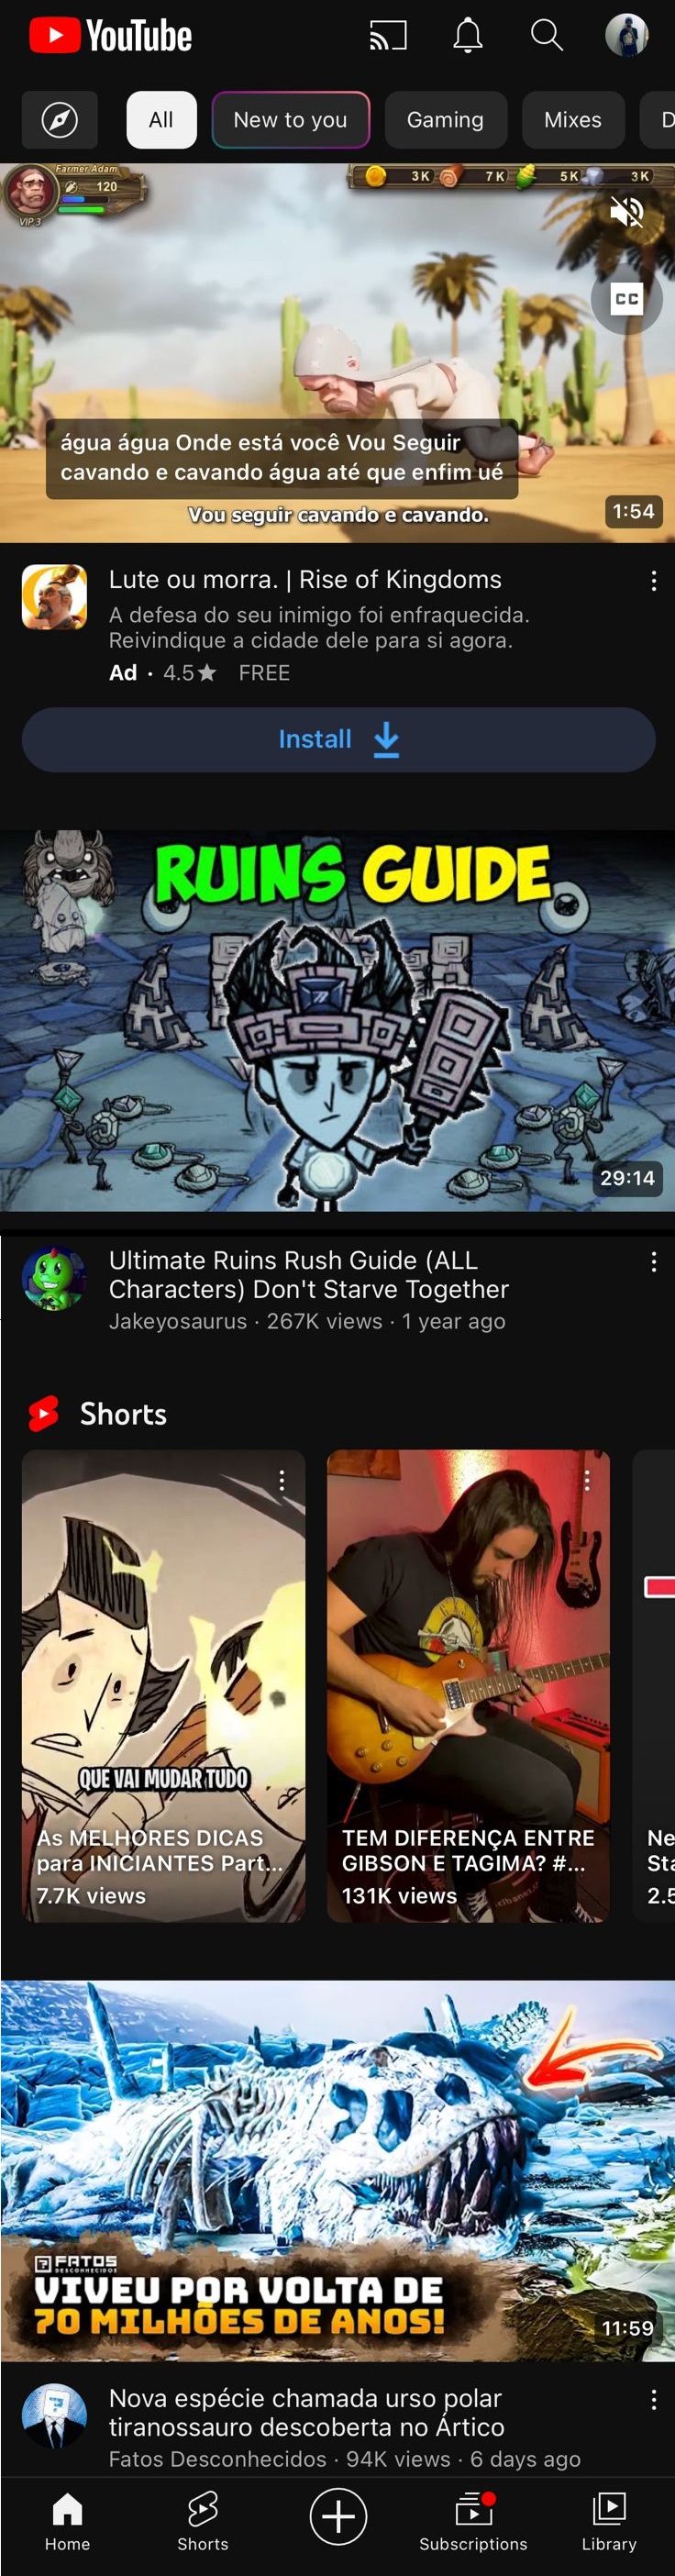 YouTube
All
New to you
Gaming
Mixes
Farmer Adam
120
VIP 3
3K
7K
5K
3K
CC
água água Onde está você Vou Seguir
cavando e cavando água até que enfim ué
Vou seguir cavando e cavando.
1:54
Lute ou morra. | Rise of Kingdoms
A defesa do seu inimigo foi enfraquecida.
Reivindique a cidade dele para si agora.
Ad · 4.5★ FREE
Install
RUINS GUIDE
29:14
Ultimate Ruins Rush Guide (ALL
Characters) Don't Starve Together
Jakeyosaurus · 267K views · 1 year ago
Shorts
QUE VAI MUDAR TUDO
As MELHORES DICAS
para INICIANTES Part...
7.7K views
TEM DIFERENÇA ENTRE
GIBSON E TAGIMA? #...
131K views
Ne
Sta
2.5
FATOS
DESCONHECIDOS
VIVEU POR VOLTA DE
70 MILHÕES DE ANOS!
11:59
Nova espécie chamada urso polar
tiranossauro descoberta no Ártico
Fatos Desconhecidos · 94K views · 6 days ago
Home
Shorts
Subscriptions
Library